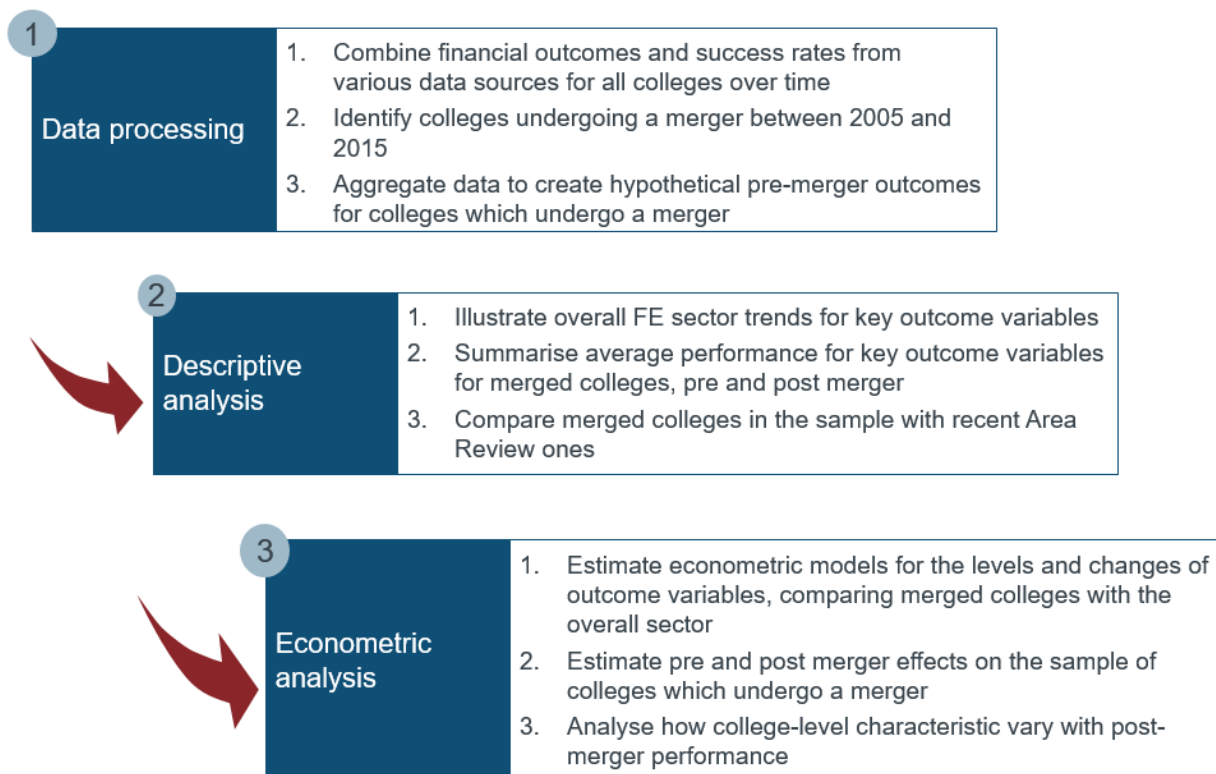 1
Data processing
1. Combine financial outcomes and success rates from
various data sources for all colleges over time
2. Identify colleges undergoing a merger between 2005 and
2015
3. Aggregate data to create hypothetical pre-merger outcomes
for colleges which undergo a merger
2
Descriptive
analysis
1. Illustrate overall FE sector trends for key outcome variables
2. Summarise average performance for key outcome variables
for merged colleges, pre and post merger
3. Compare merged colleges in the sample with recent Area
Review ones
3
Econometric
analysis
1. Estimate econometric models for the levels and changes of
outcome variables, comparing merged colleges with the
overall sector
2. Estimate pre and post merger effects on the sample of
colleges which undergo a merger
3. Analyse how college-level characteristic vary with post-
merger performance